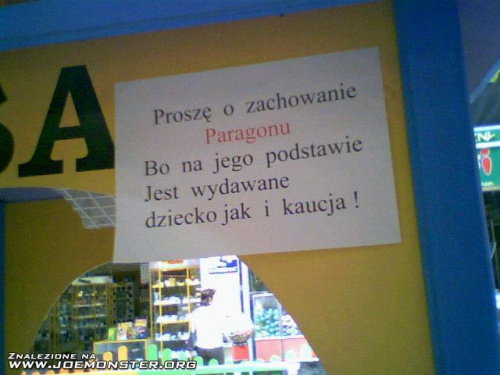 SA
Proszę o zachowanie
Paragonu
Bo na jego podstawie
Jest wydawane
dziecko jak i kaucja !
ZNALEZIONE NA
WWW.JOEMONSTER.ORG